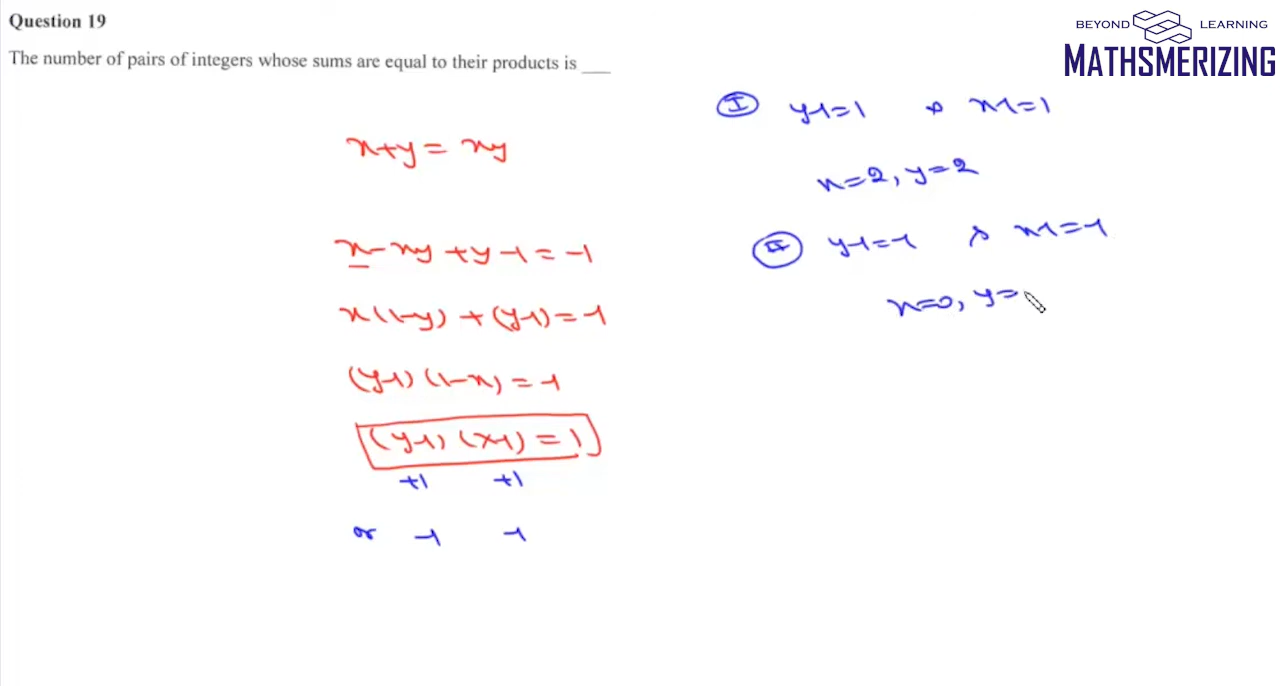 Question 19
BEYOND LEARNING
MATHSMERIZING
The number of pairs of integers whose sums are equal to their products is ___
x+y = xy
x - xy + y - 1 = -1
x(1-y) + (y-1) = -1
(y-1) (1-x) = -1
(y-1) (x-1) = 1
+1 +1
or -1 -1
I y-1=1 & x-1=1
x=2, y=2
II y-1=-1 & x-1=-1
x=0, y=